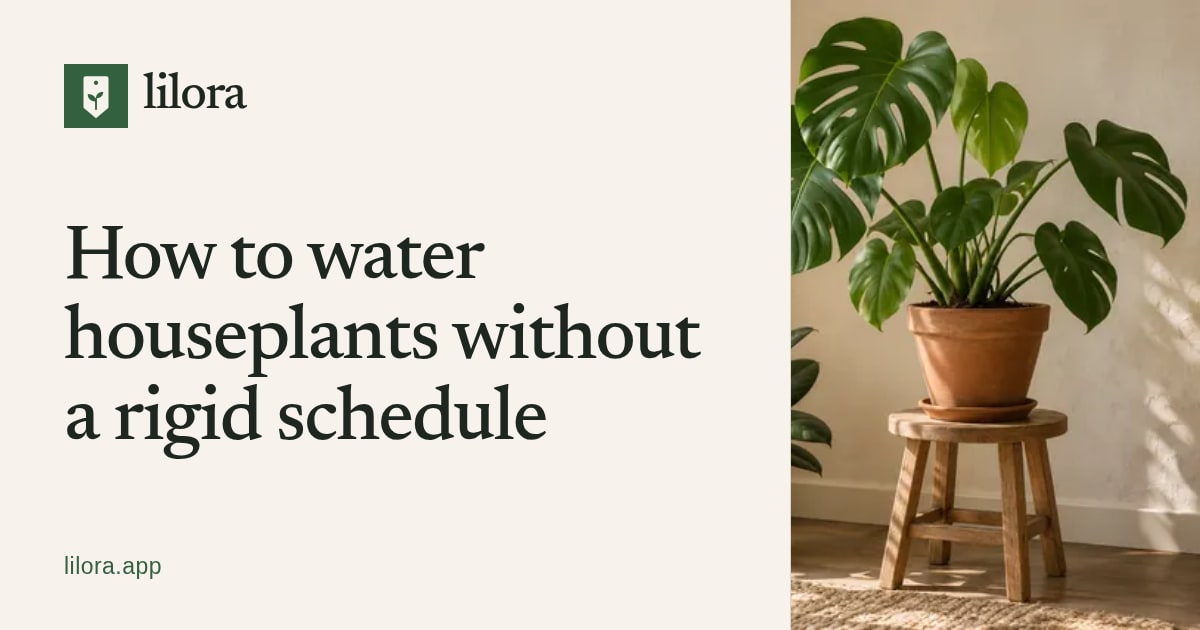 lilora
How to water
houseplants without
a rigid schedule
lilora.app